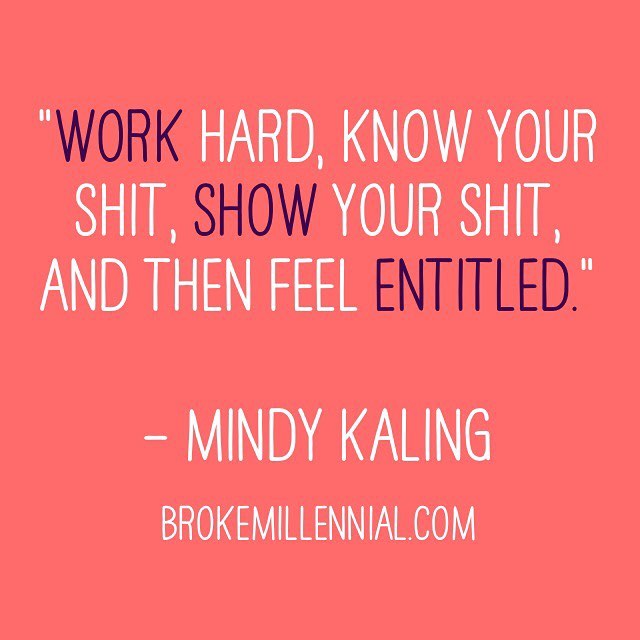 "WORK HARD, KNOW YOUR
SHIT, SHOW YOUR SHIT,
AND THEN FEEL ENTITLED."
- MINDY KALING
BROKEMILLENNIAL.COM